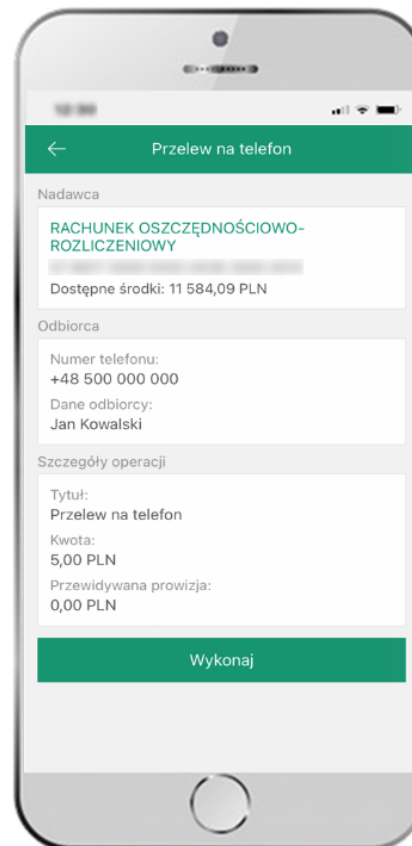 Przelew na telefon
Nadawca
RACHUNEK OSZCZĘDNOŚCIOWO-
ROZLICZENIOWY
Dostępne środki: 11 584,09 PLN
Odbiorca
Numer telefonu:
+48 500 000 000
Dane odbiorcy:
Jan Kowalski
Szczegóły operacji
Tytuł:
Przelew na telefon
Kwota:
5,00 PLN
Przewidywana prowizja:
0,00 PLN
Wykonaj